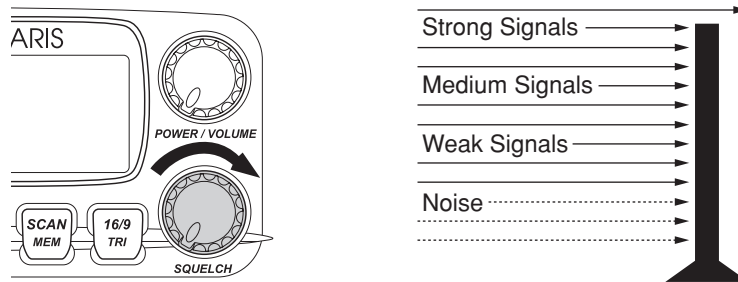 ARIS
POWER / VOLUME
SCAN
MEM
16/9
TRI
SQUELCH
Strong Signals
Medium Signals
Weak Signals
Noise